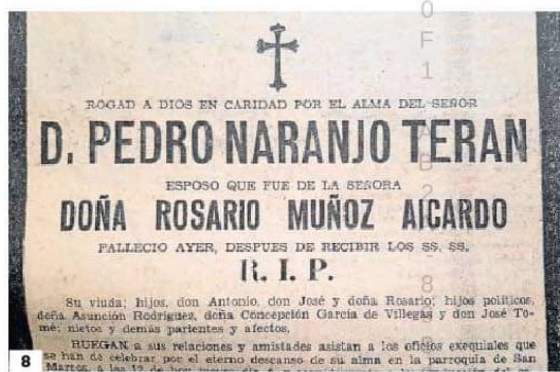 ROGAD A DIOS EN CARIDAD POR EL ALMA DEL SEÑOR
D. PEDRO NARANJO TERAN
ESPOSO QUE FUE DE LA SEÑORA
DOÑA ROSARIO MUÑOZ AICARDO
FALLECIO AYER, DESPUES DE RECIBIR LOS SS. SS.
R. I. P.
Su viuda; hijos, don Antonio, don José y doña Rosario; hijos políticos,
doña Asunción Rodríguez, doña Concepción García de Villegas y don José To-
mé; nietos y demás parientes y afectos,
RUEGAN a sus relaciones y amistades asistan a los oficios exequiales que
se han de celebrar por el eterno descanso de su alma en la parroquia de San
Marcos, a las 12 de hoy
8